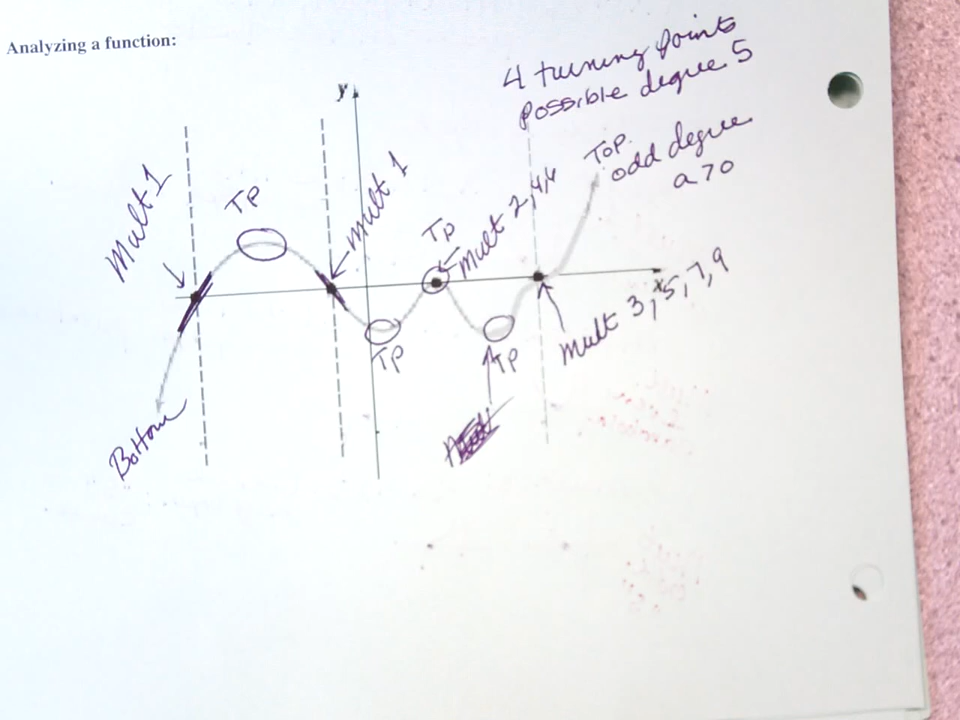 Analyzing a function:
4 turning points
possible degree 5
y
TOP
odd degree
a > 0
Mult 1
TP
Mult 1
TP
Mult 2,4,6
x
Mult 3,5,7,9
TP
TP
Bottom